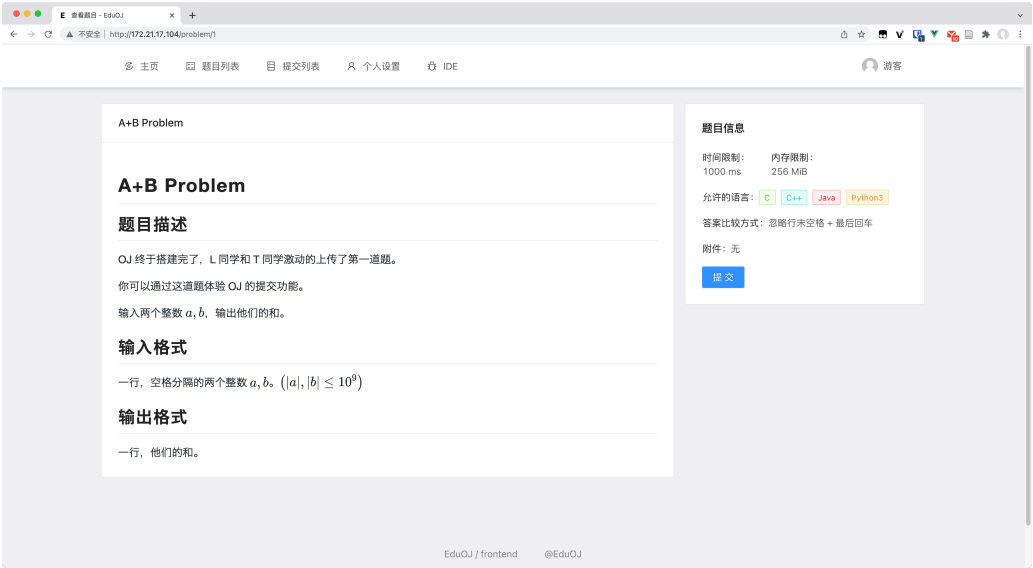 E 查看题目 - EduOJ
不安全 | http://172.21.17.104/problem/1
主页 题目列表 提交列表 个人设置 IDE 游客
A+B Problem
A+B Problem
题目描述
OJ 终于搭建完了，L 同学和 T 同学激动的上传了第一道题。
你可以通过这道题体验 OJ 的提交功能。
输入两个整数 a, b，输出他们的和。
输入格式
一行，空格分隔的两个整数 a, b。(|a|, |b| ≤ 10⁹)
输出格式
一行，他们的和。
题目信息
时间限制： 内存限制：
1000 ms 256 MiB
允许的语言： C C++ Java Python3
答案比较方式：忽略行末空格 + 最后回车
附件：无
提 交
EduOJ / frontend @EduOJ